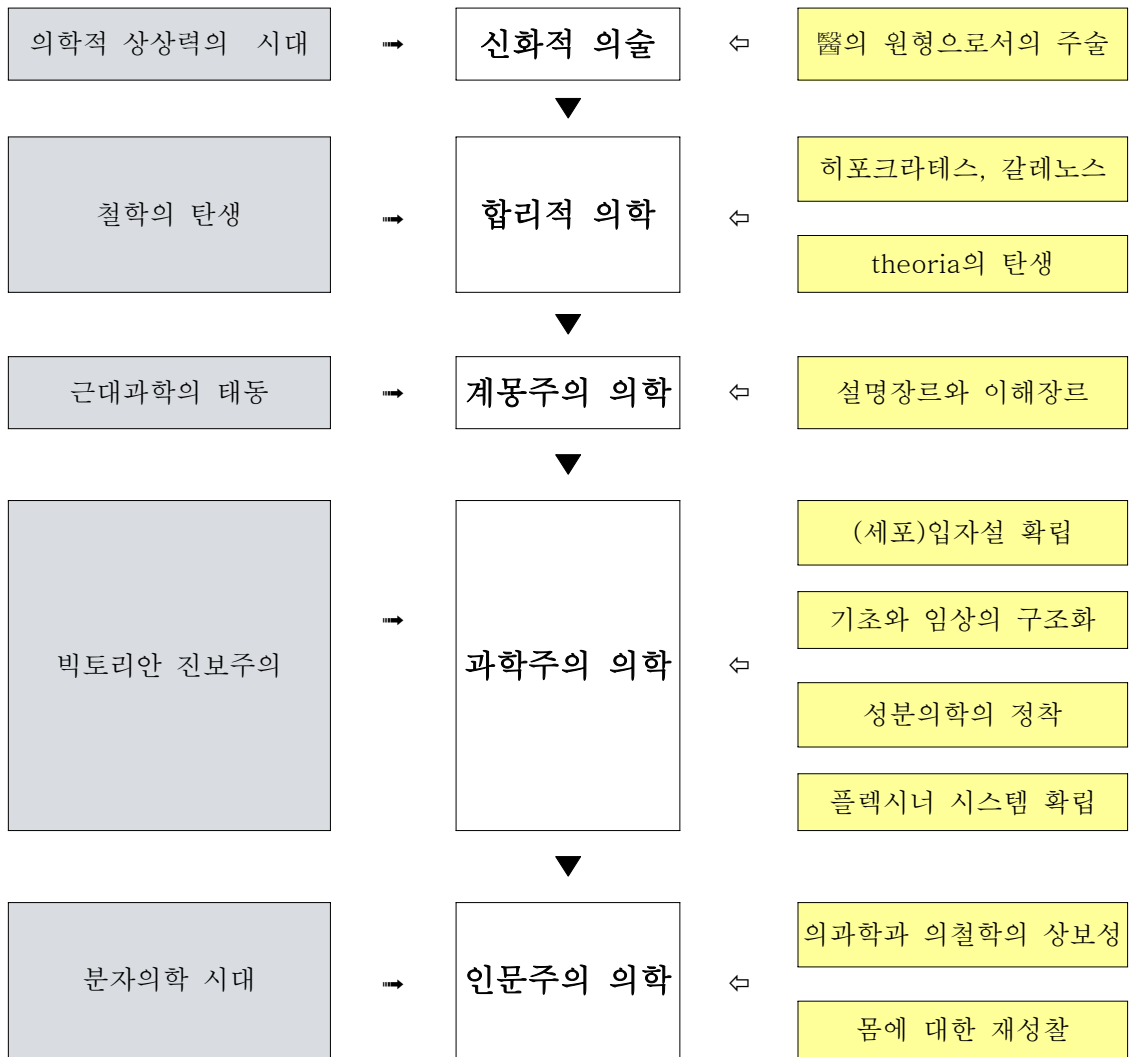 의학적 상상력의 시대 ➟ 신화적 의술 ⇦ 醫의 원형으로서의 주술
▼
철학의 탄생 ➟ 합리적 의학 ⇦
히포크라테스, 갈레노스
theoria의 탄생
▼
근대과학의 태동 ➟ 계몽주의 의학 ⇦ 설명장르와 이해장르
▼
빅토리안 진보주의 ➟ 과학주의 의학 ⇦
(세포)입자설 확립
기초와 임상의 구조화
성분의학의 정착
플렉시너 시스템 확립
▼
분자의학 시대 ➟ 인문주의 의학 ⇦
의과학과 의철학의 상보성
몸에 대한 재성찰